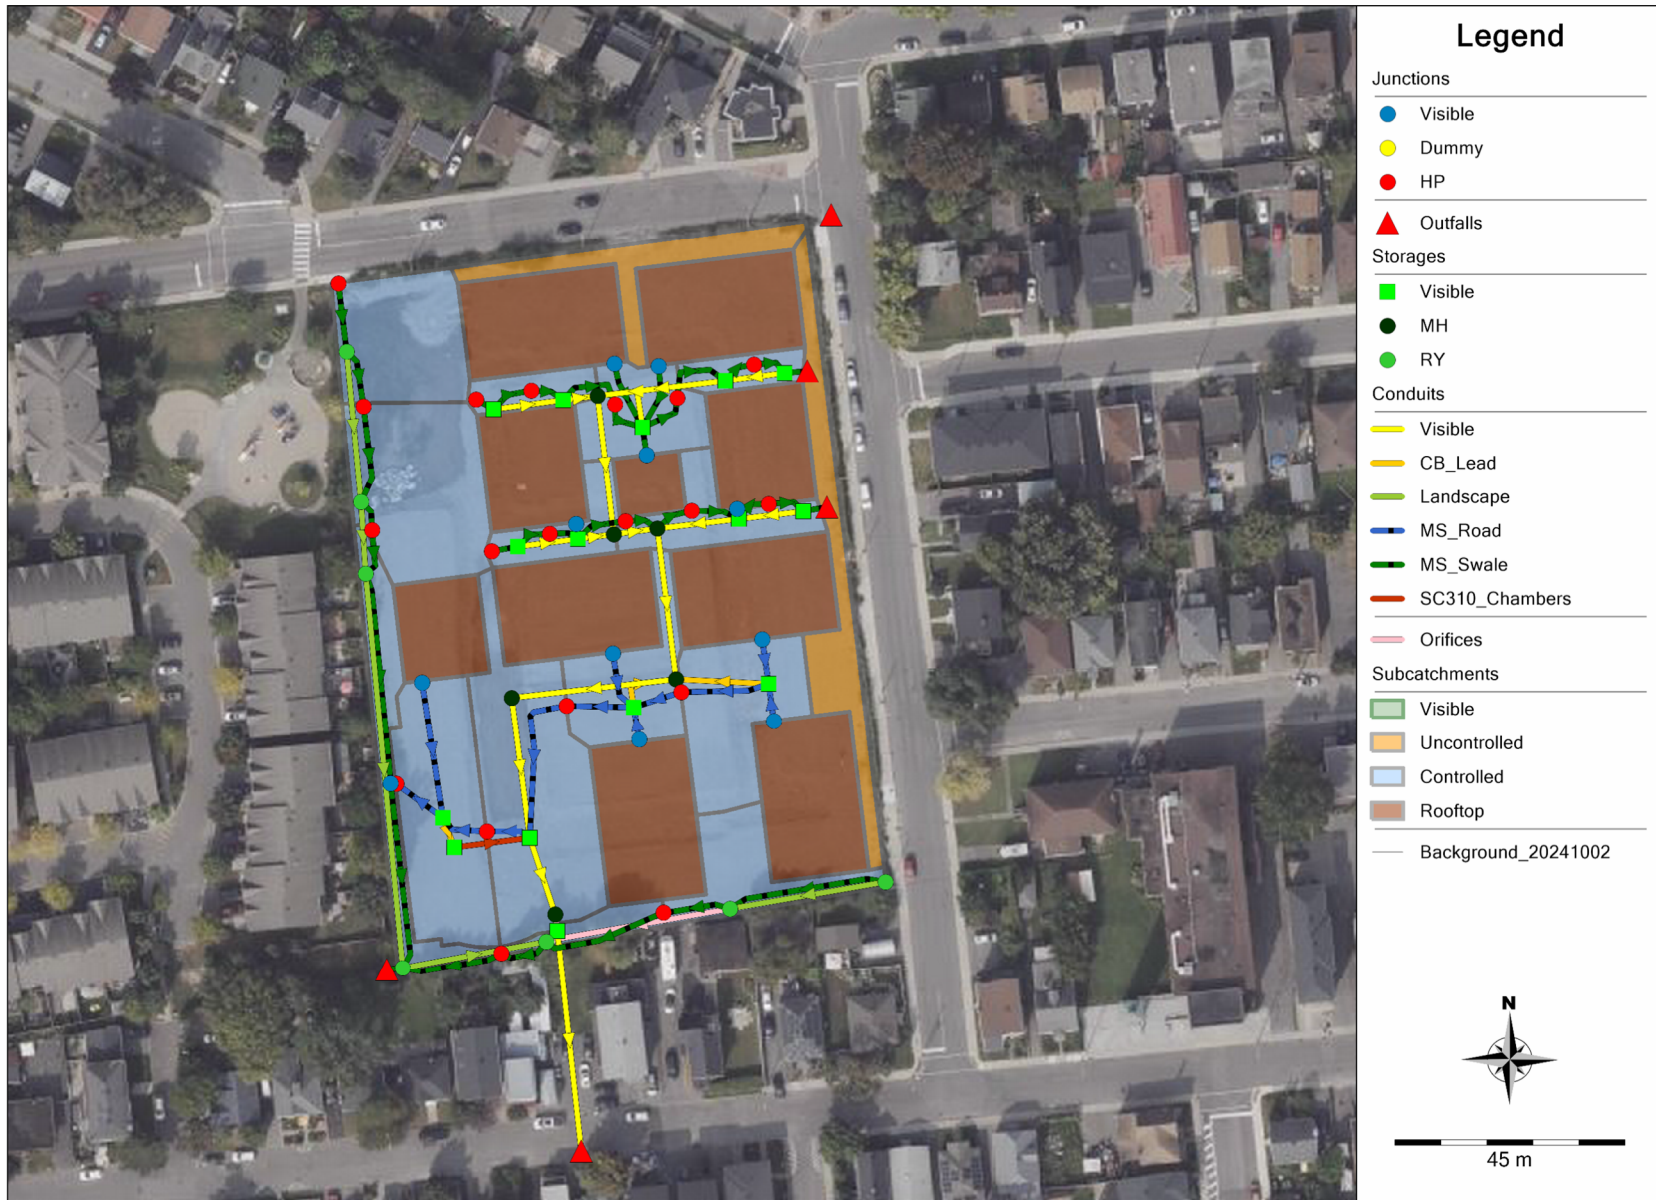 Legend
Junctions
Visible
Dummy
HP
Outfalls
Storages
Visible
MH
RY
Conduits
Visible
CB_Lead
Landscape
MS_Road
MS_Swale
SC310_Chambers
Orifices
Subcatchments
Visible
Uncontrolled
Controlled
Rooftop
Background_20241002
N
45 m